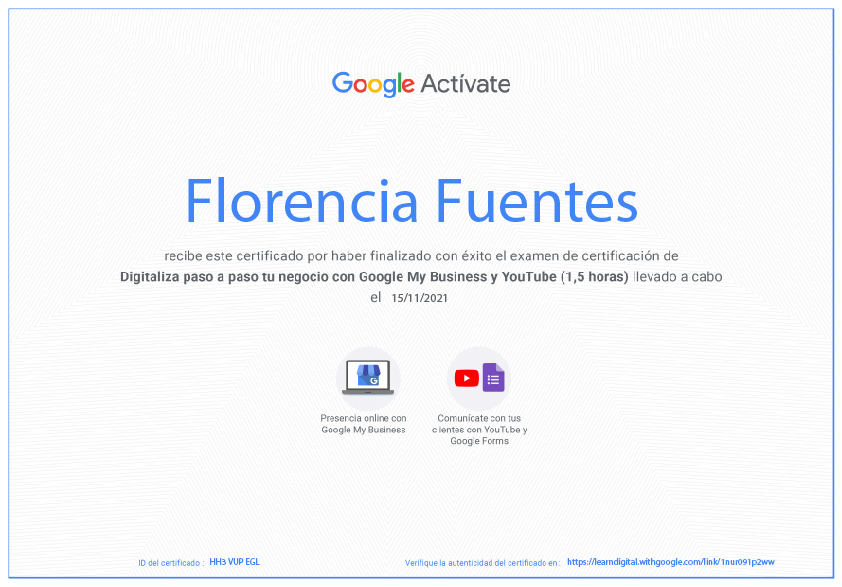 Google Actívate
Florencia Fuentes
recibe este certificado por haber finalizado con éxito el examen de certificación de
Digitaliza paso a paso tu negocio con Google My Business y YouTube (1,5 horas) llevado a cabo
el 15/11/2021
Presencia online con
Google My Business
Comunícate con tus
clientes con YouTube y
Google Forms
ID del certificado : HH3 VUP EGL
Verifique la autenticidad del certificado en : https://learndigital.withgoogle.com/link/1nur091p2ww